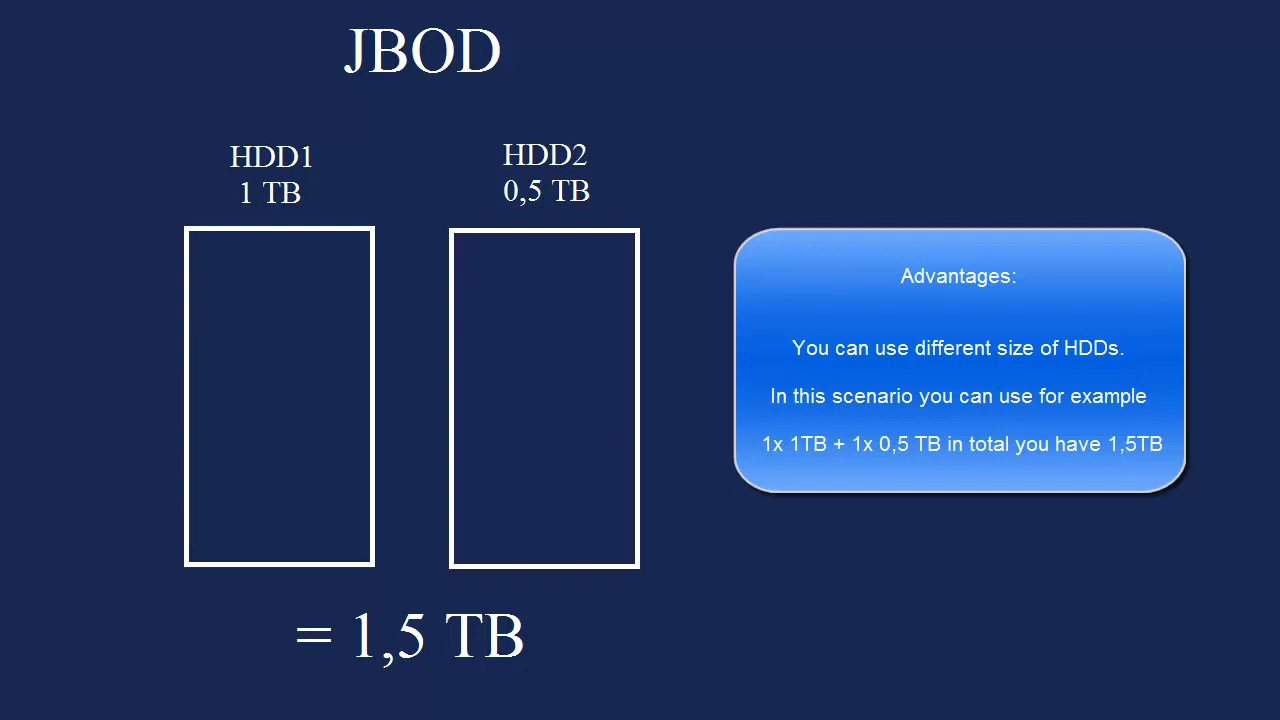 JBOD
HDD1
1 TB
HDD2
0,5 TB
= 1,5 TB
Advantages:
You can use different size of HDDs.
In this scenario you can use for example
1x 1TB + 1x 0,5 TB in total you have 1,5TB